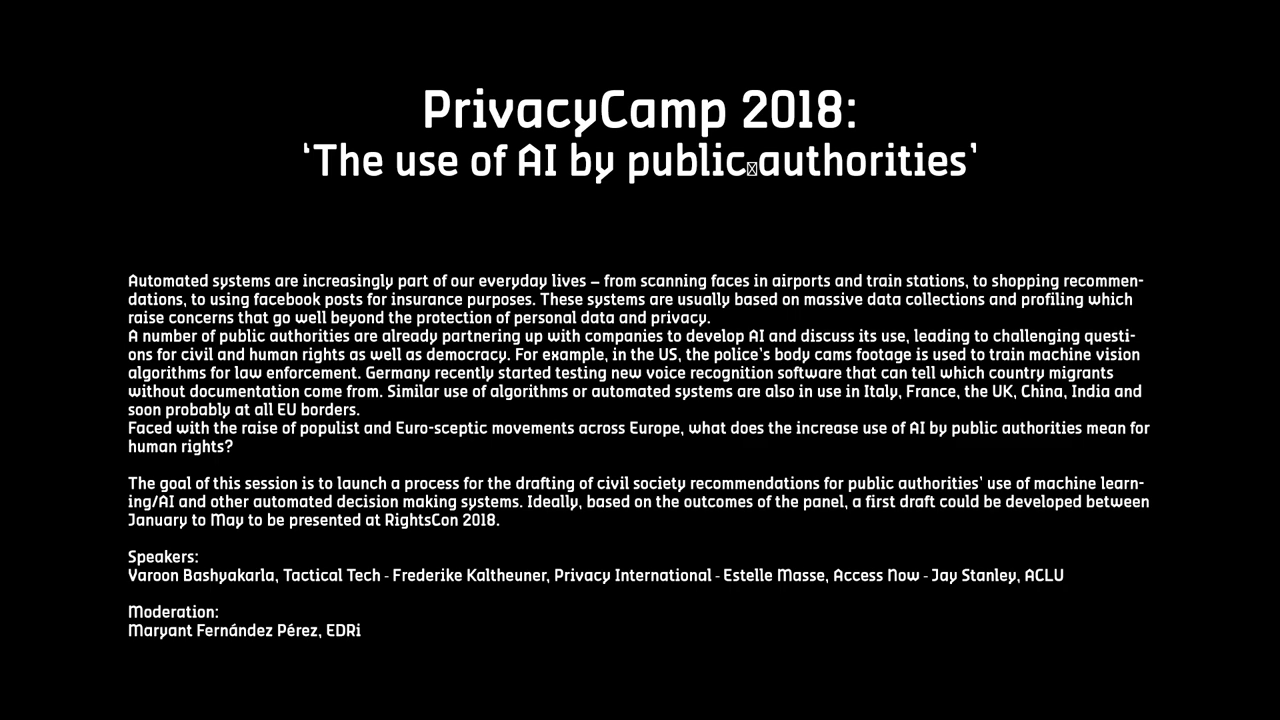 PrivacyCamp 2018:
‘The use of AI by public authorities’
Automated systems are increasingly part of our everyday lives – from scanning faces in airports and train stations, to shopping recommen-
dations, to using facebook posts for insurance purposes. These systems are usually based on massive data collections and profiling which
raise concerns that go well beyond the protection of personal data and privacy.
A number of public authorities are already partnering up with companies to develop AI and discuss its use, leading to challenging questi-
ons for civil and human rights as well as democracy. For example, in the US, the police's body cams footage is used to train machine vision
algorithms for law enforcement. Germany recently started testing new voice recognition software that can tell which country migrants
without documentation come from. Similar use of algorithms or automated systems are also in use in Italy, France, the UK, China, India and
soon probably at all EU borders.
Faced with the raise of populist and Euro-sceptic movements across Europe, what does the increase use of AI by public authorities mean for
human rights?
The goal of this session is to launch a process for the drafting of civil society recommendations for public authorities' use of machine learn-
ing/AI and other automated decision making systems. Ideally, based on the outcomes of the panel, a first draft could be developed between
January to May to be presented at RightsCon 2018.
Speakers:
Varoon Bashyakarla, Tactical Tech - Frederike Kaltheuner, Privacy International - Estelle Masse, Access Now - Jay Stanley, ACLU
Moderation:
Maryant Fernández Pérez, EDRi